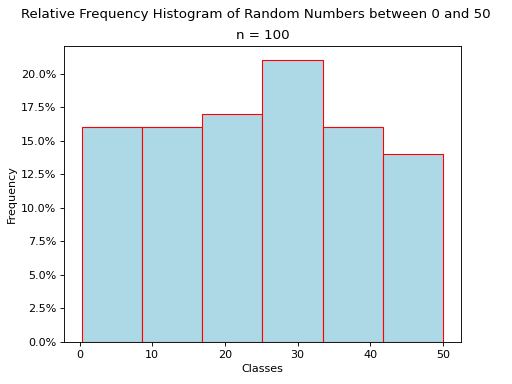 Relative Frequency Histogram of Random Numbers between 0 and 50
n = 100
20.0%
17.5%
15.0%
12.5%
10.0%
7.5%
5.0%
2.5%
0.0%
Frequency
0 10 20 30 40 50
Classes